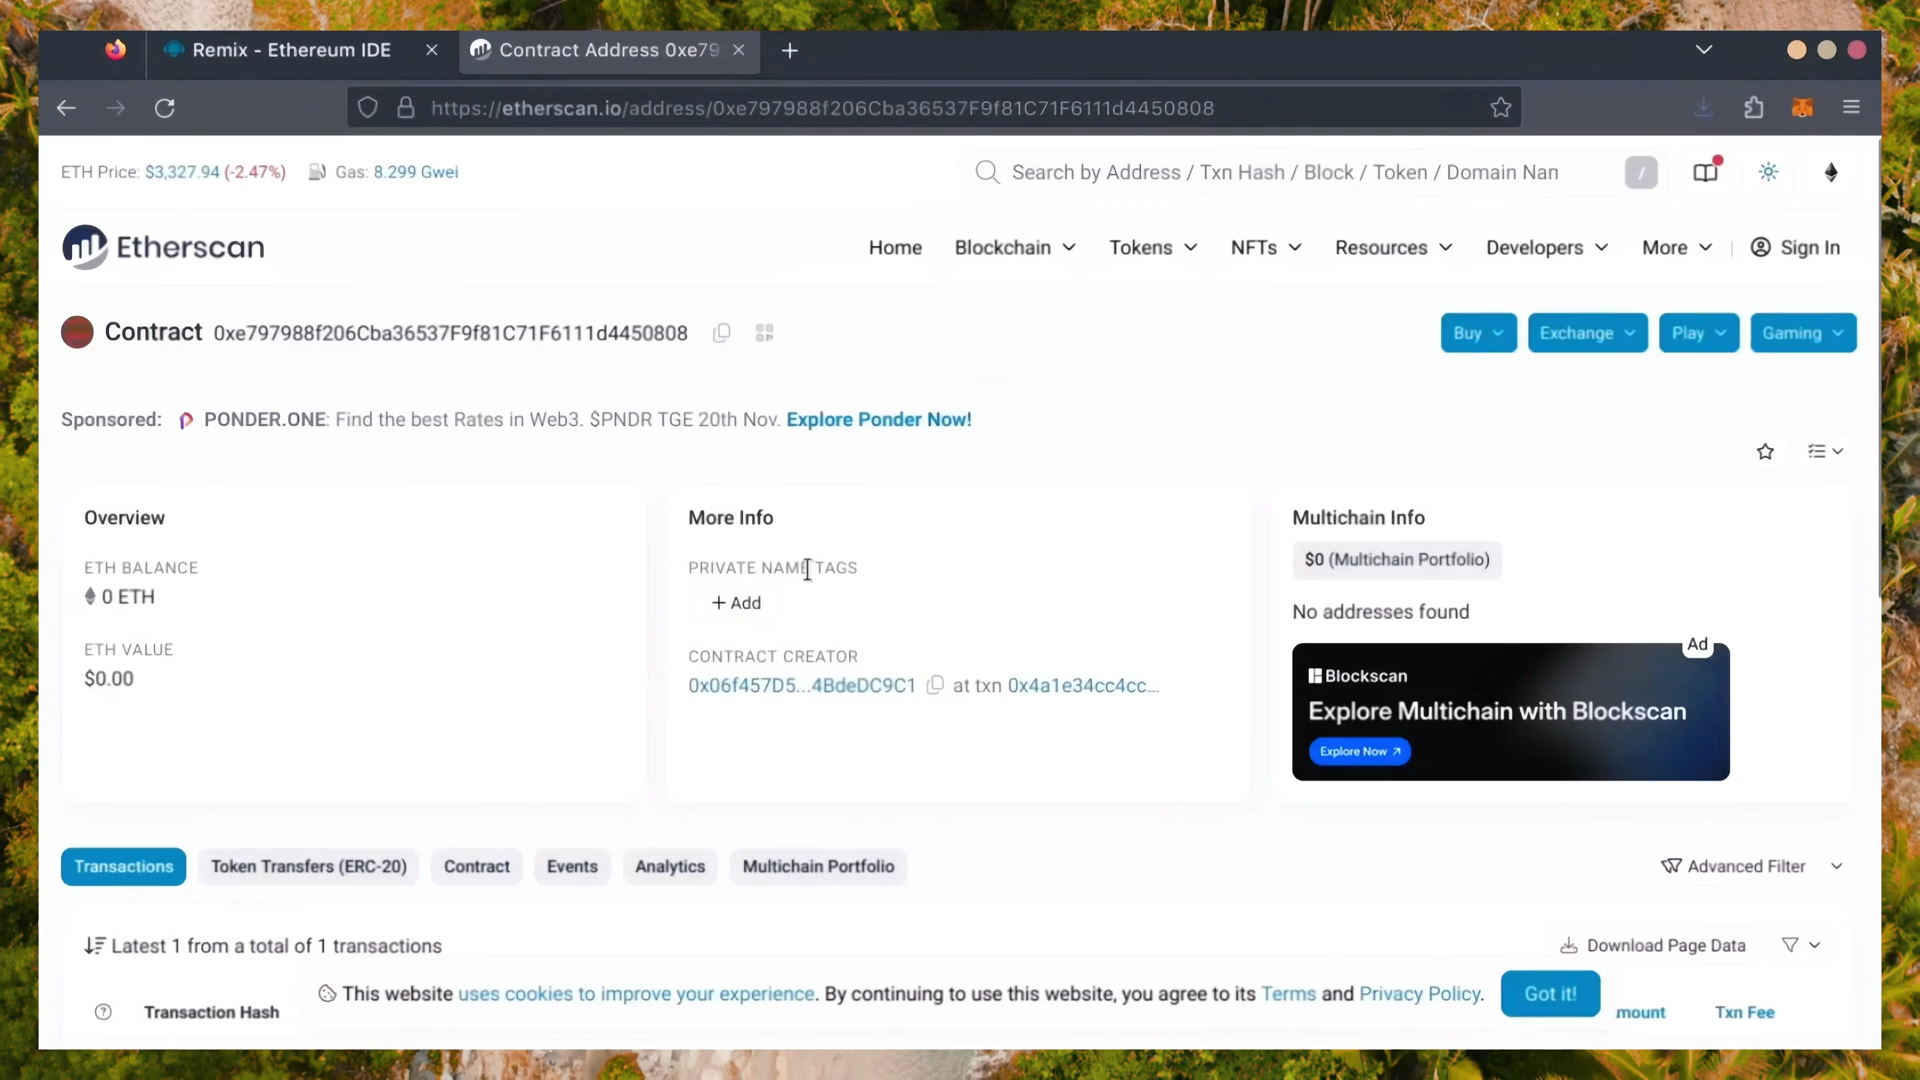 Remix - Ethereum IDE
Contract Address 0xe79
https://etherscan.io/address/0xe797988f206Cba36537F9f81C71F6111d4450808
ETH Price: $3,327.94 (-2.47%) Gas: 8.299 Gwei
Search by Address / Txn Hash / Block / Token / Domain Nan
/
Etherscan
Home Blockchain Tokens NFTs Resources Developers More Sign In
Contract 0xe797988f206Cba36537F9f81C71F6111d4450808
Buy Exchange Play Gaming
Sponsored: PONDER.ONE: Find the best Rates in Web3. $PNDR TGE 20th Nov. Explore Ponder Now!
Overview
ETH BALANCE
0 ETH
ETH VALUE
$0.00
More Info
PRIVATE NAME TAGS
+ Add
CONTRACT CREATOR
0x06f457D5...4BdeDC9C1 at txn 0x4a1e34cc4cc...
Multichain Info
$0 (Multichain Portfolio)
No addresses found
Ad
Blockscan
Explore Multichain with Blockscan
Explore Now
Transactions Token Transfers (ERC-20) Contract Events Analytics Multichain Portfolio
Advanced Filter
Latest 1 from a total of 1 transactions
Download Page Data
This website uses cookies to improve your experience. By continuing to use this website, you agree to its Terms and Privacy Policy.
Got it!
Transaction Hash
mount
Txn Fee